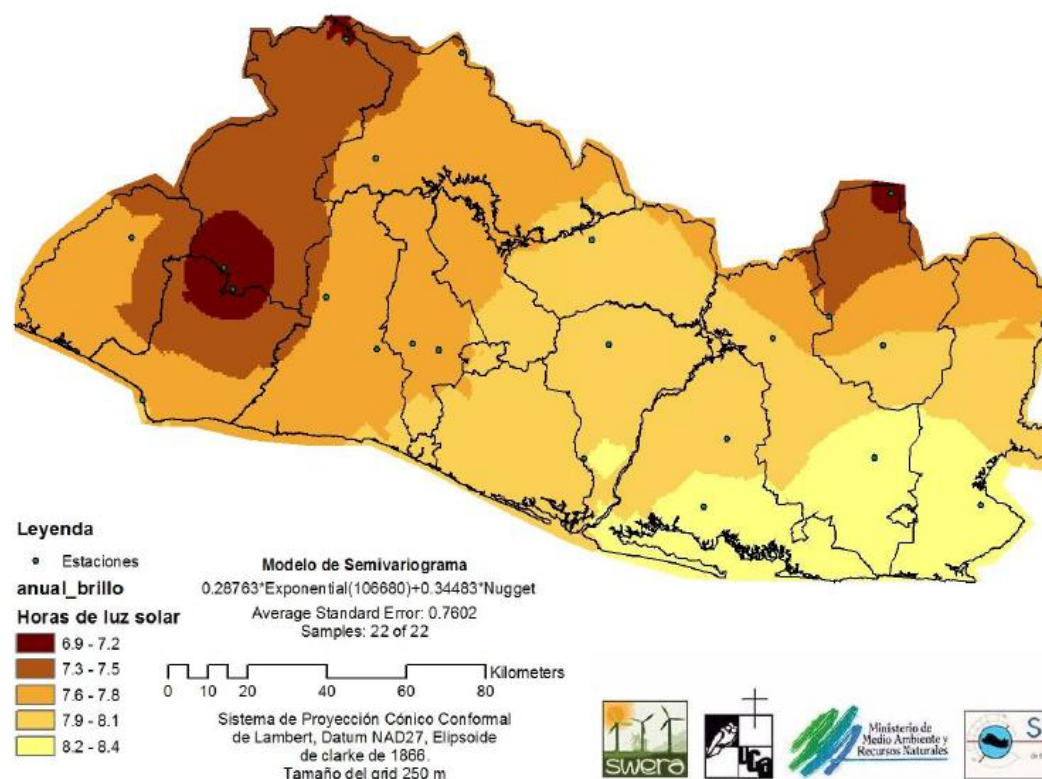 Leyenda
Estaciones
anual_brillo
Horas de luz solar
6.9 - 7.2
7.3 - 7.5
7.6 - 7.8
7.9 - 8.1
8.2 - 8.4
Modelo de Semivariograma
0.28763*Exponential(106680)+0.34483*Nugget
Average Standard Error: 0.7602
Samples: 22 of 22
Kilometers
0 10 20 40 60 80
Sistema de Proyección Cónico Conformal
de Lambert, Datum NAD27, Elipsoide
de clarke de 1866.
Tamaño del grid 250 m
swera
UCA
Ministerio de
Medio Ambiente y
Recursos Naturales
S